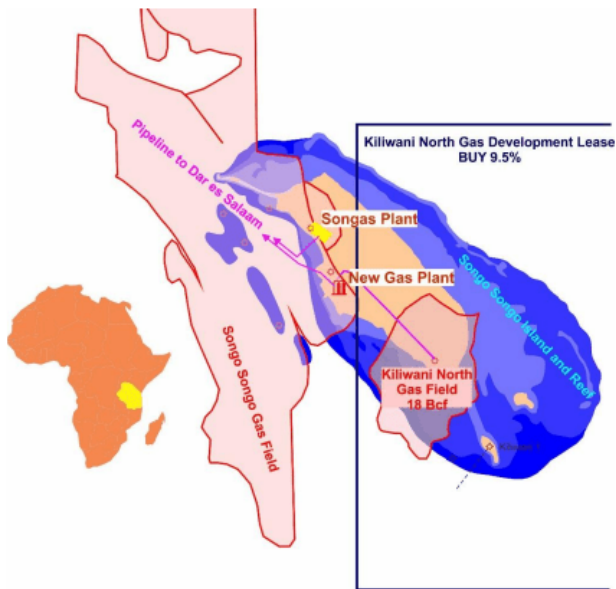 Kiliwani North Gas Development Lease
BUY 9.5%
Pipeline to Dar es Salaam
Songas Plant
New Gas Plant
Songo Songo Island and Reef
Songo Songo Gas Field
Kiliwani North
Gas Field
18 Bcf